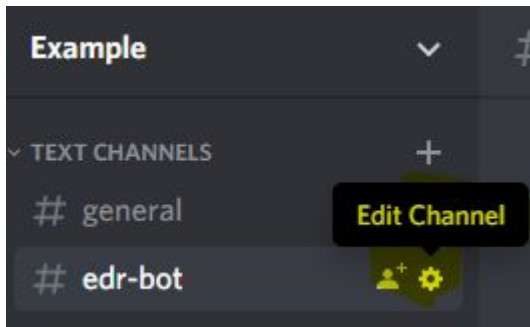 Example
#
TEXT CHANNELS
# general
Edit Channel
# edr-bot